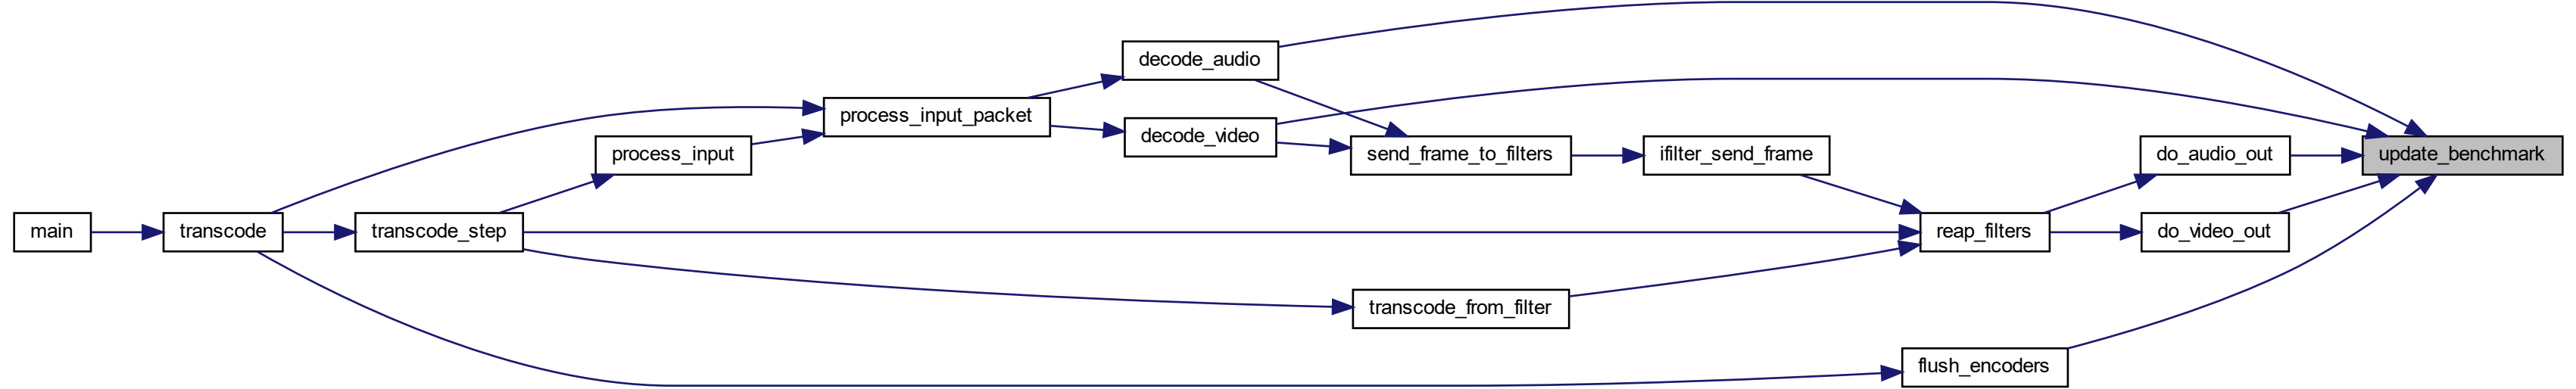 main
transcode
transcode_step
process_input
process_input_packet
decode_audio
decode_video
send_frame_to_filters
transcode_from_filter
ifilter_send_frame
reap_filters
flush_encoders
do_audio_out
do_video_out
update_benchmark